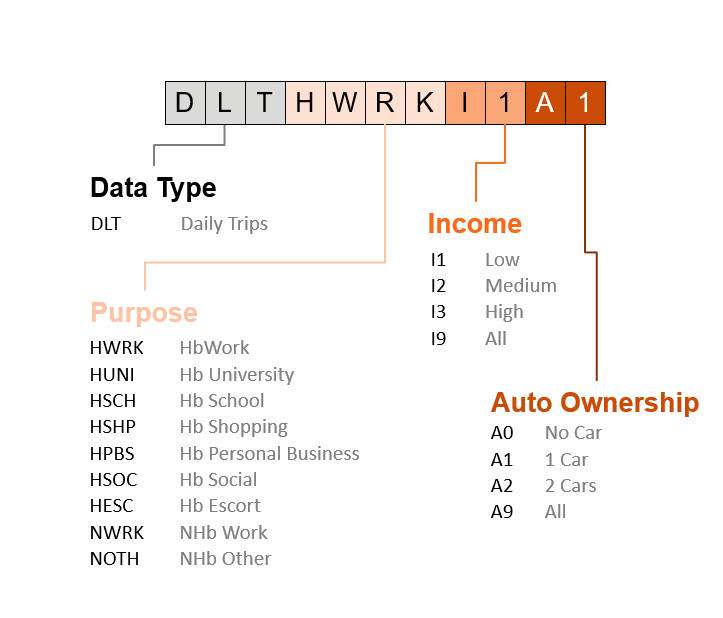 DLTHWRKI1A1
Data Type
DLT Daily Trips
Purpose
HWRK HbWork
HUNI Hb University
HSCH Hb School
HSHP Hb Shopping
HPBS Hb Personal Business
HSOC Hb Social
HESC Hb Escort
NWRK NHb Work
NOTH NHb Other
Income
I1 Low
I2 Medium
I3 High
I9 All
Auto Ownership
A0 No Car
A1 1 Car
A2 2 Cars
A9 All